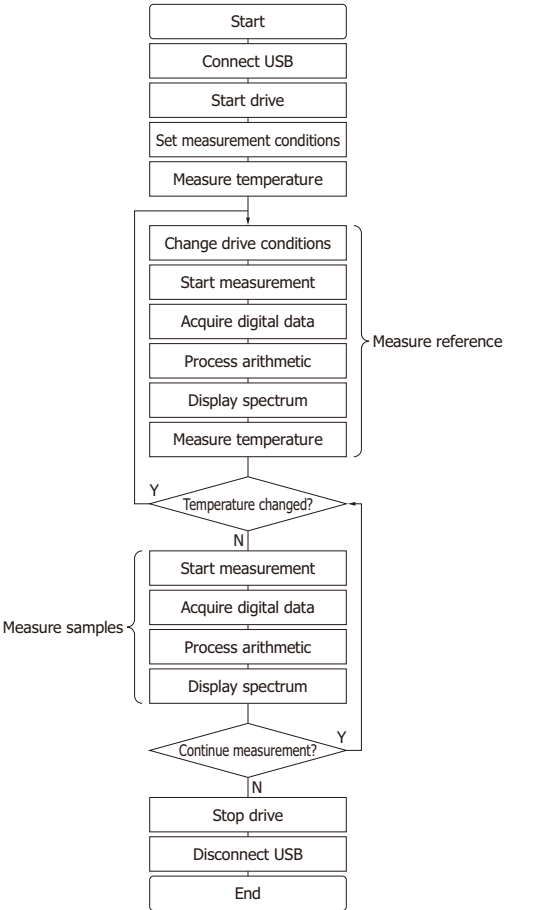 Start
Connect USB
Start drive
Set measurement conditions
Measure temperature
Change drive conditions
Start measurement
Acquire digital data
Measure reference
Process arithmetic
Display spectrum
Measure temperature
Y
Temperature changed?
N
Start measurement
Acquire digital data
Measure samples
Process arithmetic
Display spectrum
Y
Continue measurement?
N
Stop drive
Disconnect USB
End